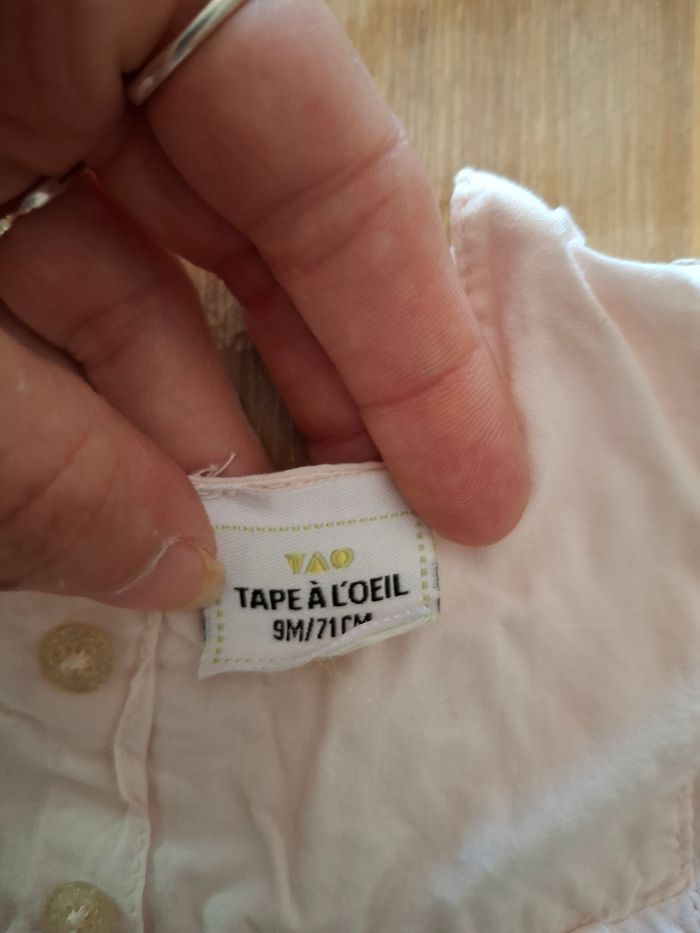 TAO
TAPE À L'OEIL
9M/71CM